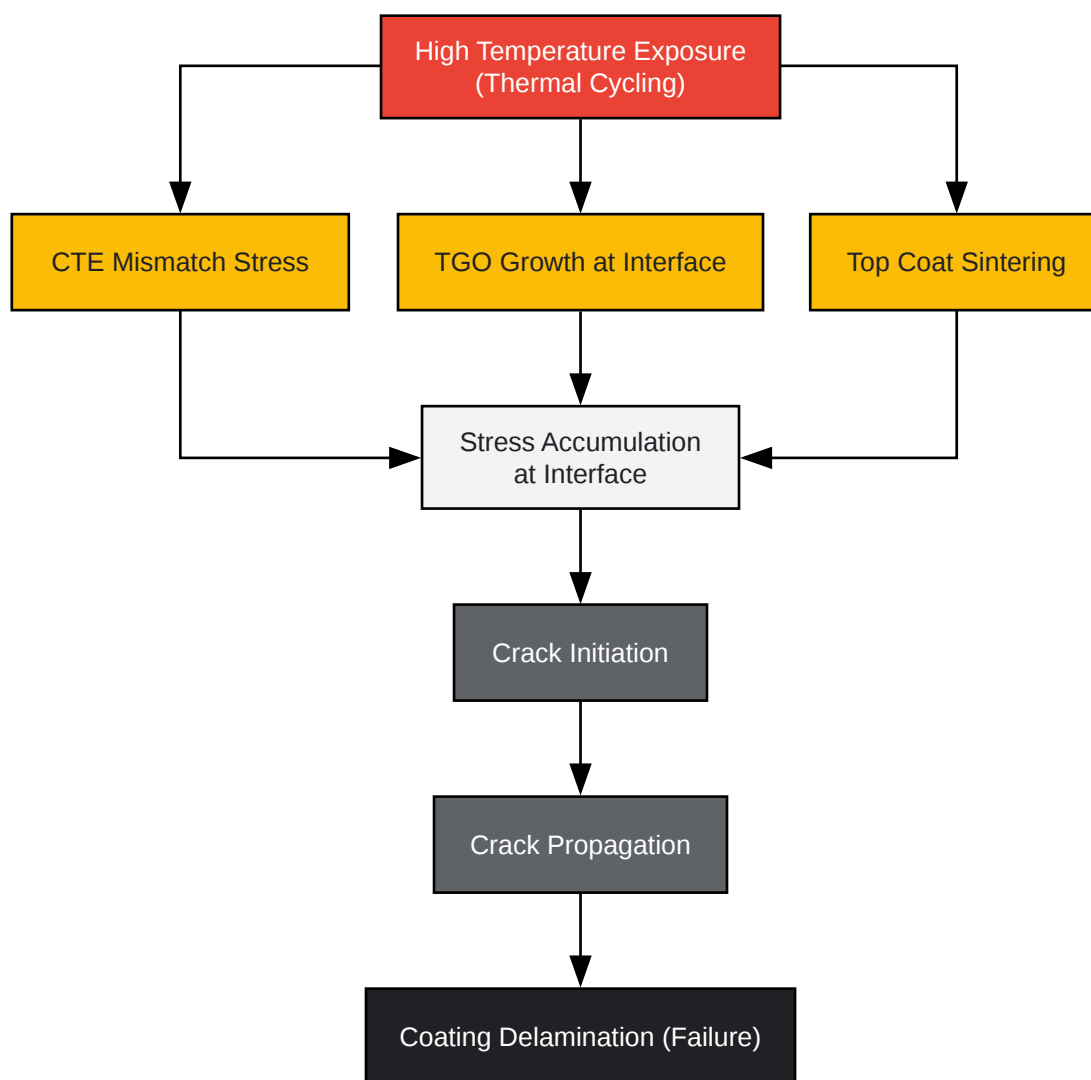 High Temperature Exposure
(Thermal Cycling)
CTE Mismatch Stress
TGO Growth at Interface
Top Coat Sintering
Stress Accumulation
at Interface
Crack Initiation
Crack Propagation
Coating Delamination (Failure)